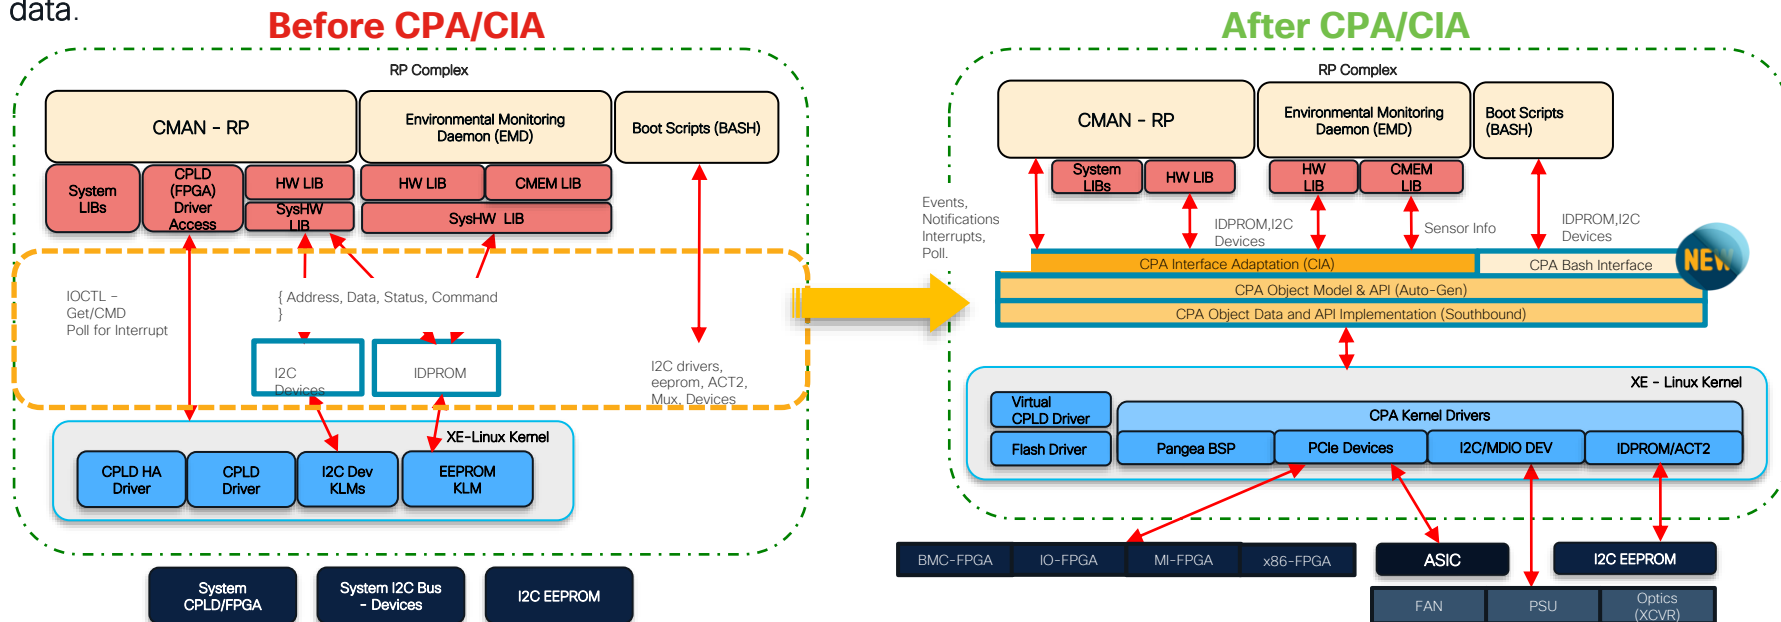 data.
Before CPA/CIA
RP Complex
CMAN - RP
Environmental Monitoring
Daemon (EMD)
Boot Scripts (BASH)
System
LIBs
CPLD
(FPGA)
Driver
Access
HW LIB
SysHW
LIB
HW LIB
CMEM LIB
SysHW LIB
IOCTL -
Get/CMD
Poll for Interrupt
{ Address, Data, Status, Command
}
I2C
Devices
IDPROM
I2C drivers,
eeprom, ACT2,
Mux, Devices
XE-Linux Kernel
CPLD HA
Driver
CPLD
Driver
I2C Dev
KLMs
EEPROM
KLM
System
CPLD/FPGA
System I2C Bus
- Devices
I2C EEPROM
After CPA/CIA
RP Complex
CMAN - RP
Environmental Monitoring
Daemon (EMD)
Boot Scripts
(BASH)
System
LIBs
HW LIB
HW
LIB
CMEM
LIB
Events,
Notifications
Interrupts,
Poll.
IDPROM,I2C
Devices
Sensor Info
IDPROM,I2C
Devices
NEW
CPA Interface Adaptation (CIA)
CPA Bash Interface
CPA Object Model & API (Auto-Gen)
CPA Object Data and API Implementation (Southbound)
XE - Linux Kernel
Virtual
CPLD Driver
CPA Kernel Drivers
Flash Driver
Pangea BSP
PCIe Devices
I2C/MDIO DEV
IDPROM/ACT2
BMC-FPGA
IO-FPGA
MI-FPGA
x86-FPGA
ASIC
I2C EEPROM
FAN
PSU
Optics
(XCVR)